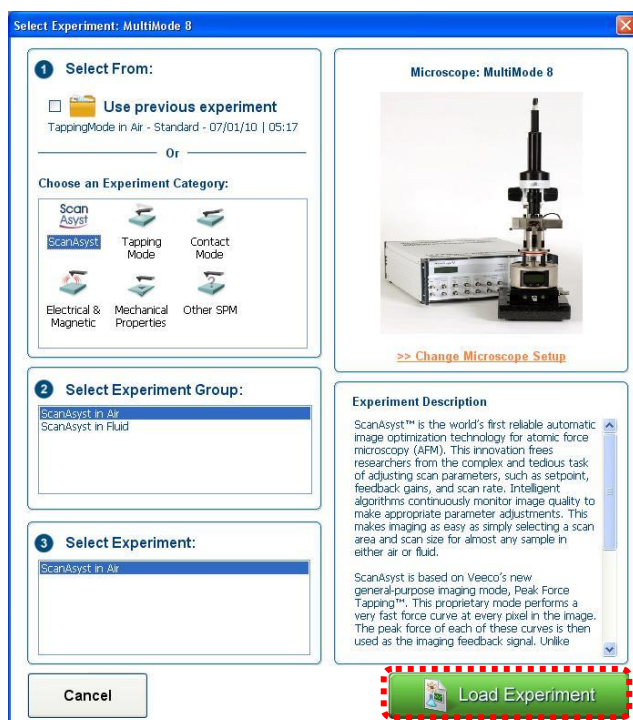 Select Experiment: MultiMode 8
1 Select From:
Use previous experiment
TappingMode in Air - Standard - 07/01/10 | 05:17
Or
Choose an Experiment Category:
Scan
Asyst
ScanAsyst
Tapping
Mode
Contact
Mode
Electrical &
Magnetic
Mechanical
Properties
Other SPM
2 Select Experiment Group:
ScanAsyst in Air
ScanAsyst in Fluid
3 Select Experiment:
ScanAsyst in Air
Cancel
Microscope: MultiMode 8
>> Change Microscope Setup
Experiment Description
ScanAsyst™ is the world's first reliable automatic
image optimization technology for atomic force
microscopy (AFM). This innovation frees
researchers from the complex and tedious task
of adjusting scan parameters, such as setpoint,
feedback gains, and scan rate. Intelligent
algorithms continuously monitor image quality to
make appropriate parameter adjustments. This
makes imaging as easy as simply selecting a scan
area and scan size for almost any sample in
either air or fluid.
ScanAsyst is based on Veeco's new
general-purpose imaging mode, Peak Force
Tapping™. This proprietary mode performs a
very fast force curve at every pixel in the image.
The peak force of each of these curves is then
used as the imaging feedback signal. Unlike
Load Experiment